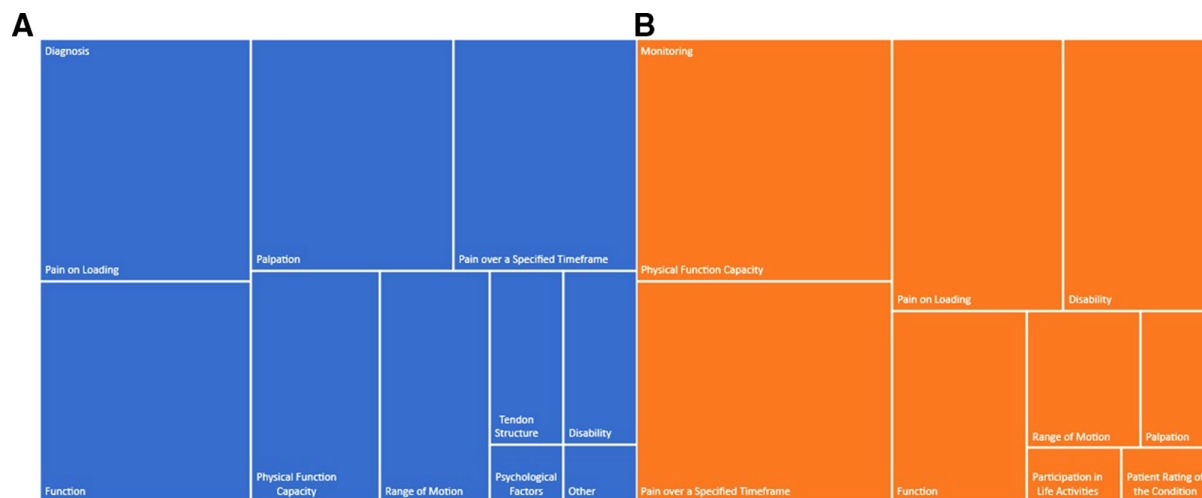 A
B
Diagnosis
Pain on Loading
Palpation
Pain over a Specified Timeframe
Function
Physical Function
Capacity
Range of Motion
Tendon
Structure
Disability
Psychological
Factors
Other
Monitoring
Physical Function Capacity
Pain on Loading
Disability
Pain over a Specified Timeframe
Function
Range of Motion
Palpation
Participation in
Life Activities
Patient Rating of
the Condition